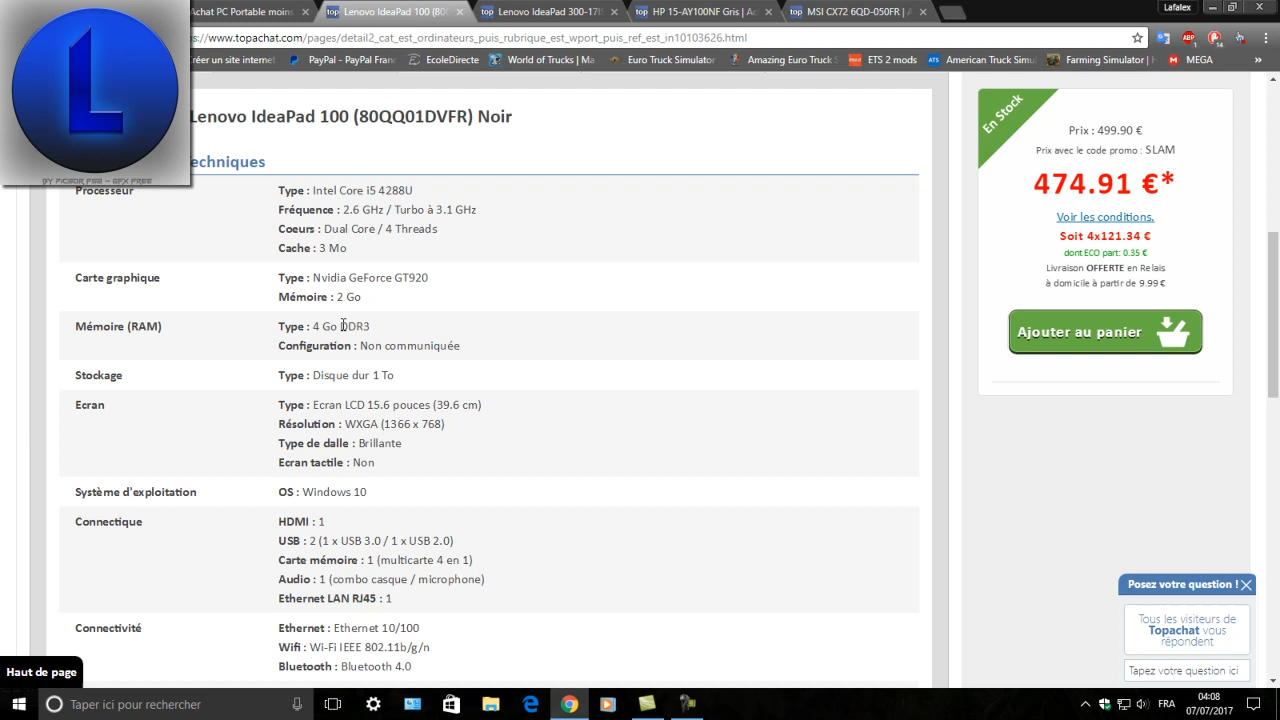 Achat PC Portable moins
Lenovo IdeaPad 100 (80
Lenovo IdeaPad 300-17I
HP 15-AY100NF Gris | A
MSI CX72 6QD-050FR | A
Lafalex
://www.topachat.com/pages/detail2_cat_est_ordinateurs_puis_rubrique_est_wport_puis_ref_est_in10103626.html
Créer un site internet
PayPal - PayPal Franc
EcoleDirecte
World of Trucks | Me
Euro Truck Simulator
Amazing Euro Truck S
ETS 2 mods
American Truck Simu
Farming Simulator | H
MEGA
»
L
BY PICSOR PSB - GFX FREE
Lenovo IdeaPad 100 (80QQ01DVFR) Noir
echniques
Processeur
Type : Intel Core i5 4288U
Fréquence : 2.6 GHz / Turbo à 3.1 GHz
Coeurs : Dual Core / 4 Threads
Cache : 3 Mo
Carte graphique
Type : Nvidia GeForce GT920
Mémoire : 2 Go
Mémoire (RAM)
Type : 4 Go DDR3
Configuration : Non communiquée
Stockage
Type : Disque dur 1 To
Ecran
Type : Ecran LCD 15.6 pouces (39.6 cm)
Résolution : WXGA (1366 x 768)
Type de dalle : Brillante
Ecran tactile : Non
Système d'exploitation
OS : Windows 10
Connectique
HDMI : 1
USB : 2 (1 x USB 3.0 / 1 x USB 2.0)
Carte mémoire : 1 (multicarte 4 en 1)
Audio : 1 (combo casque / microphone)
Ethernet LAN RJ45 : 1
Connectivité
Ethernet : Ethernet 10/100
Wifi : Wi-Fi IEEE 802.11b/g/n
Bluetooth : Bluetooth 4.0
En Stock
Prix : 499.90 €
Prix avec le code promo : SLAM
474.91 €*
Voir les conditions.
Soit 4x121.34 €
dont ECO part: 0.35 €
Livraison OFFERTE en Relais
à domicile à partir de 9.99 €
Ajouter au panier
Posez votre question !
Tous les visiteurs de
Topachat vous
répondent
Tapez votre question ici
Haut de page
Taper ici pour rechercher
FRA
04:08
07/07/2017